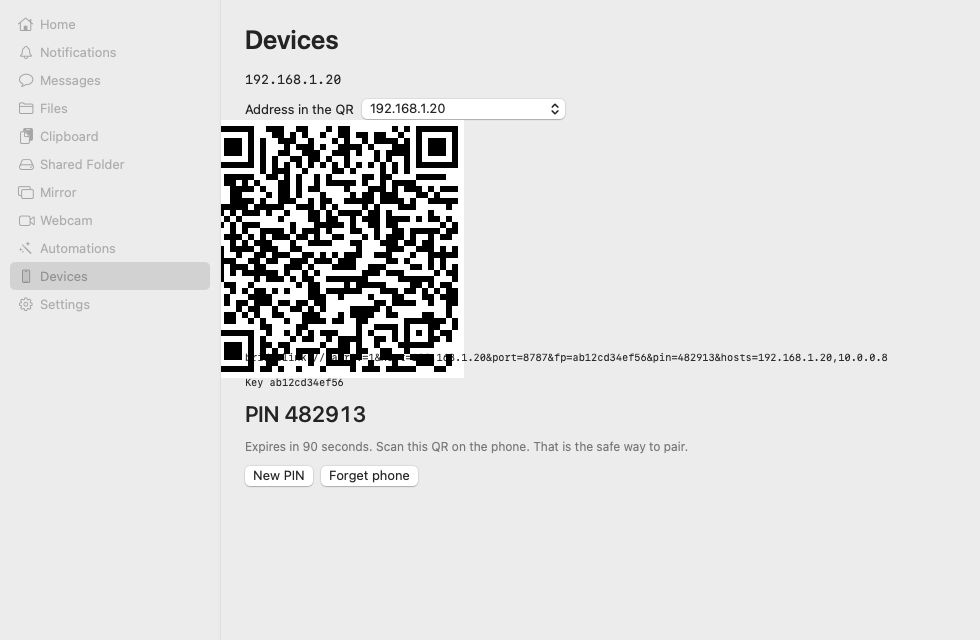 Home
Notifications
Messages
Files
Clipboard
Shared Folder
Mirror
Webcam
Automations
Devices
Settings
Devices
192.168.1.20
Address in the QR 192.168.1.20
1.20&port=8787&fp=ab12cd34ef56&pin=482913&hosts=192.168.1.20,10.0.0.8
Key ab12cd34ef56
PIN 482913
Expires in 90 seconds. Scan this QR on the phone. That is the safe way to pair.
New PIN Forget phone